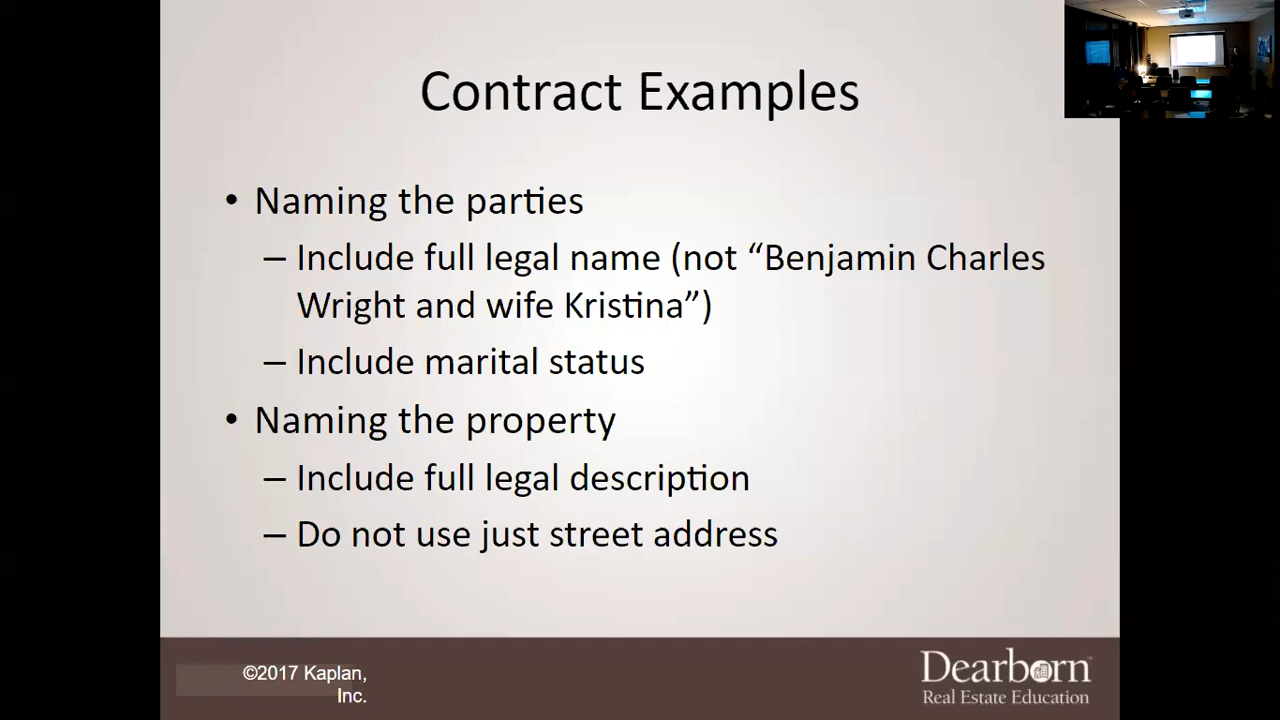 Contract Examples
• Naming the parties
– Include full legal name (not “Benjamin Charles
Wright and wife Kristina”)
– Include marital status
• Naming the property
– Include full legal description
– Do not use just street address
©2017 Kaplan,
Inc.
Dearborn™
Real Estate Education